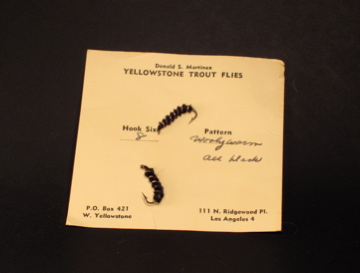 Donald S. Martinez
YELLOWSTONE TROUT FLIES
Hook Size Pattern
8 Woolyworm
all black
P.O. Box 421 111 N. Ridgewood Pl.
W. Yellowstone Los Angeles 4